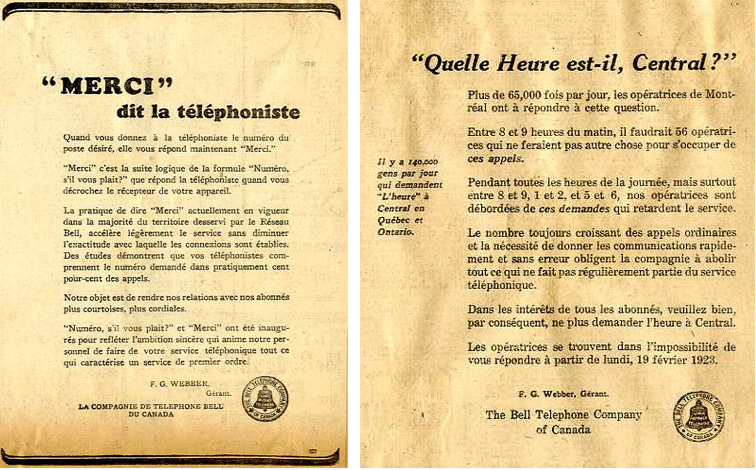 “MERCI”
dit la téléphoniste
Quand vous donnez à la téléphoniste le numéro du
poste désiré, elle vous répond maintenant “Merci.”
“Merci” c'est la suite logique de la formule “Numéro,
s'il vous plait?” que répond la téléphoniste quand vous
décrochez le récepteur de votre appareil.
La pratique de dire “Merci” actuellement en vigueur
dans la majorité du territoire desservi par le Réseau
Bell, accélère légèrement le service sans diminuer
l'exactitude avec laquelle les connexions sont établies.
Des études démontrent que vos téléphonistes com-
prennent le numéro demandé dans pratiquement cent
pour-cent des appels.
Notre objet est de rendre nos relations avec nos abonnés
plus courtoises, plus cordiales.
“Numéro, s'il vous plait?” et “Merci” ont été inaugu-
rés pour refléter l'ambition sincère qui anime notre per-
sonnel de faire de votre service téléphonique tout ce
qui caractérise un service de premier ordre.
F. G. WEBBER,
Gérant.
LA COMPAGNIE DE TELEPHONE BELL
DU CANADA
“Quelle Heure est-il, Central?”
Plus de 65,000 fois par jour, les opératrices de Mont-
réal ont à répondre à cette question.
Entre 8 et 9 heures du matin, il faudrait 56 opératri-
ces qui ne feraient pas autre chose pour s'occuper de
ces appels.
Il y a 140,000
gens par jour
qui demandent
“L'heure” à
Central en
Québec et
Ontario.
Pendant toutes les heures de la journée, mais surtout
entre 8 et 9, 1 et 2, et 5 et 6, nos opératrices sont
débordées de ces demandes qui retardent le service.
Le nombre toujours croissant des appels ordinaires
et la nécessité de donner les communications rapide-
ment et sans erreur obligent la compagnie à abolir
tout ce qui ne fait pas régulièrement partie du service
téléphonique.
Dans les intérêts de tous les abonnés, veuillez bien,
par conséquent, ne plus demander l'heure à Central.
Les opératrices se trouvent dans l'impossibilité de
vous répondre à partir de lundi, 19 février 1923.
F. G. Webber, Gérant.
The Bell Telephone Company
of Canada
THE BELL TELEPHONE COMPANY
OF CANADA